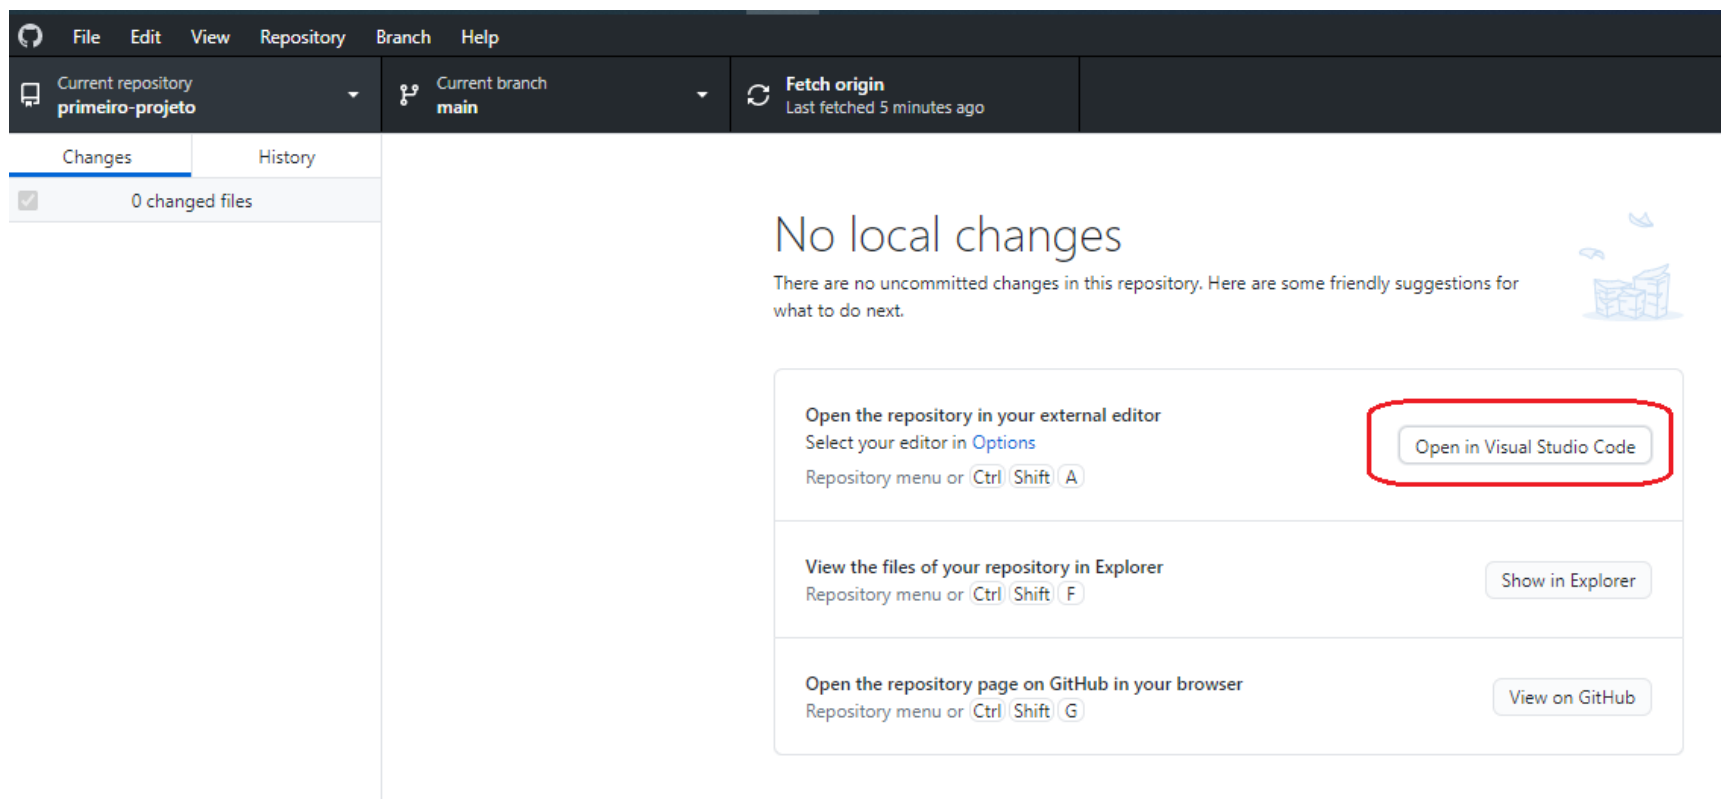 File Edit View Repository Branch Help
Current repository
primeiro-projeto
Current branch
main
Fetch origin
Last fetched 5 minutes ago
Changes
History
0 changed files
No local changes
There are no uncommitted changes in this repository. Here are some friendly suggestions for
what to do next.
Open the repository in your external editor
Select your editor in Options
Repository menu or Ctrl Shift A
Open in Visual Studio Code
View the files of your repository in Explorer
Repository menu or Ctrl Shift F
Show in Explorer
Open the repository page on GitHub in your browser
Repository menu or Ctrl Shift G
View on GitHub